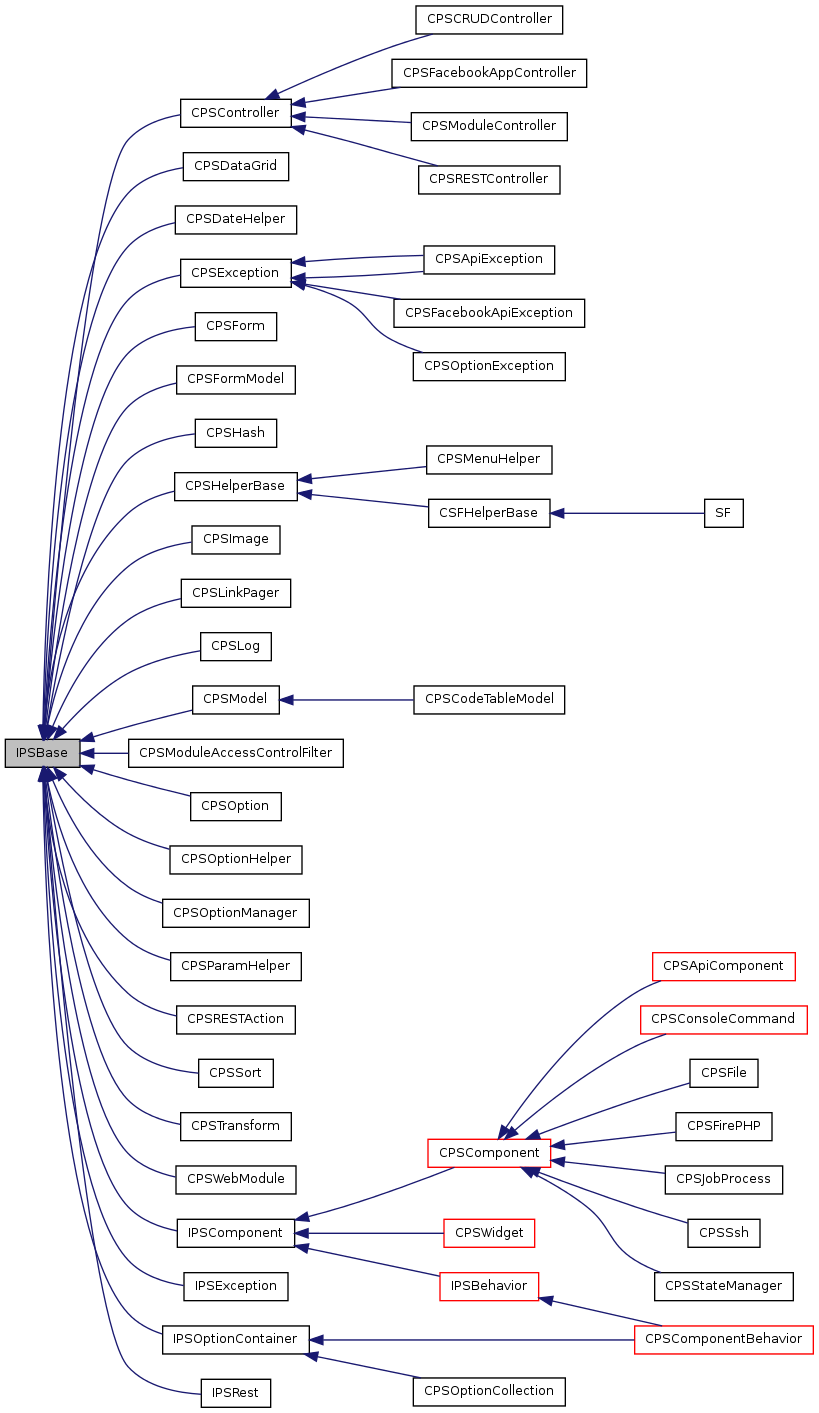 CPSCRUDController
CPSFacebookAppController
CPSController
CPSModuleController
CPSDataGrid
CPSRESTController
CPSDateHelper
CPSApiException
CPSException
CPSFacebookApiException
CPSForm
CPSOptionException
CPSFormModel
CPSHash
CPSMenuHelper
CPSHelperBase
CSFHelperBase
SF
CPSImage
CPSLinkPager
CPSLog
CPSModel
CPSCodeTableModel
IPSBase
CPSModuleAccessControlFilter
CPSOption
CPSOptionHelper
CPSOptionManager
CPSParamHelper
CPSApiComponent
CPSRESTAction
CPSConsoleCommand
CPSSort
CPSFile
CPSTransform
CPSFirePHP
CPSComponent
CPSWebModule
CPSJobProcess
IPSComponent
CPSWidget
CPSSsh
IPSException
IPSBehavior
CPSStateManager
IPSOptionContainer
CPSComponentBehavior
IPSRest
CPSOptionCollection